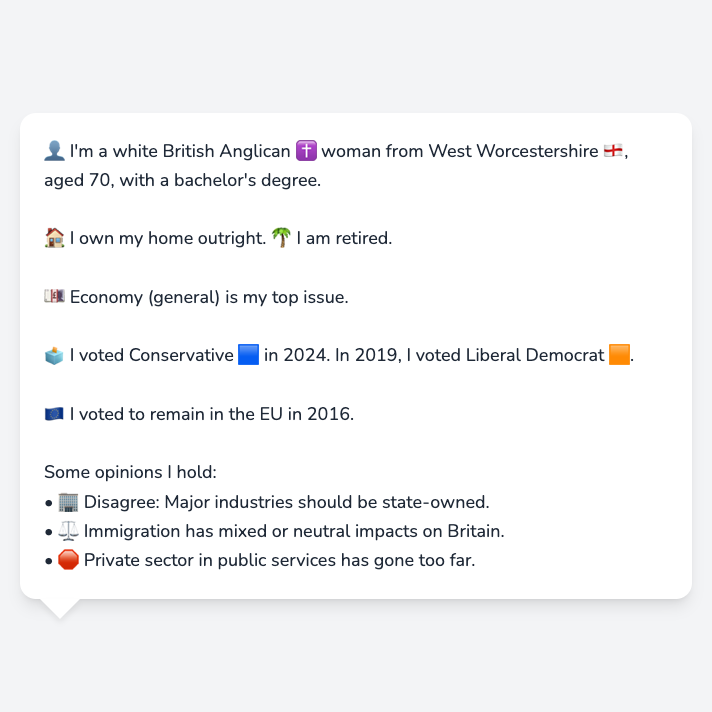 👤 I'm a white British Anglican ✝️ woman from West Worcestershire 🏴󠁧󠁢󠁥󠁮󠁧󠁿,
aged 70, with a bachelor's degree.
🏠 I own my home outright. 🌴 I am retired.
💷 Economy (general) is my top issue.
🗳️ I voted Conservative 🟦 in 2024. In 2019, I voted Liberal Democrat 🟧.
🇪🇺 I voted to remain in the EU in 2016.
Some opinions I hold:
• 🏢 Disagree: Major industries should be state-owned.
• ⚖️ Immigration has mixed or neutral impacts on Britain.
• 🛑 Private sector in public services has gone too far.